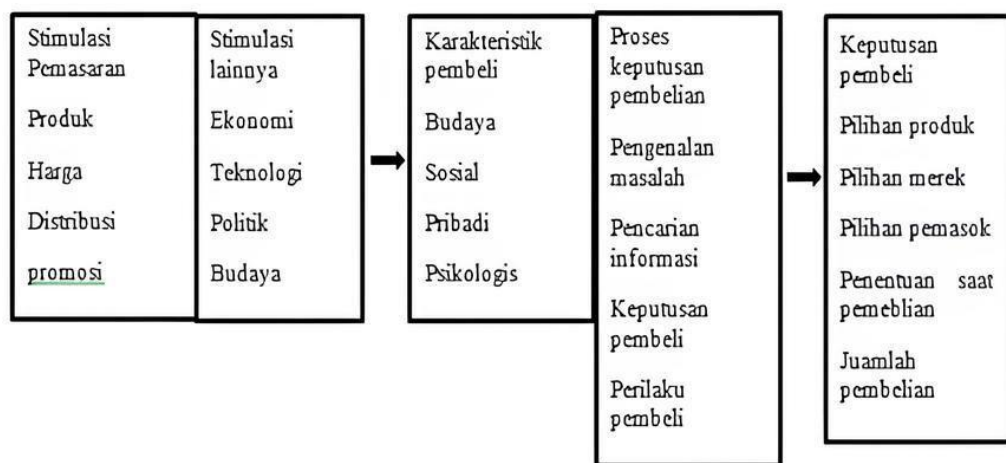 Stimulasi
Pemasaran
Produk
Harga
Distribusi
promosi
Stimulasi
lainnya
Ekonomi
Teknologi
Politik
Budaya
Karakteristik
pembeli
Budaya
Sosial
Pribadi
Psikologis
Proses
keputusan
pembelian
Pengenalan
masalah
Pencarian
informasi
Keputusan
pembeli
Perilaku
pembeli
Keputusan
pembeli
Pilihan produk
Pilihan merek
Pilihan pemasok
Penentuan saat
pemeblian
Juamlah
pembelian